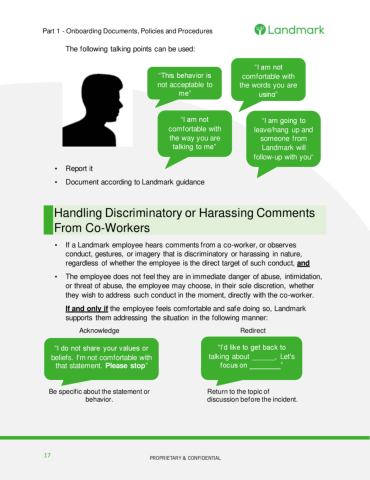 Part 1 - Onboarding Documents, Policies and Procedures
Landmark
The following talking points can be used:
"This behavior is
not acceptable to
me"
"I am not
comfortable with
the words you are
using"
"I am not
comfortable with
the way you are
talking to me"
"I am going to
leave/hang up and
someone from
Landmark will
follow-up with you"
• Report it
• Document according to Landmark guidance
Handling Discriminatory or Harassing Comments
From Co-Workers
• If a Landmark employee hears comments from a co-worker, or observes
conduct, gestures, or imagery that is discriminatory or harassing in nature,
regardless of whether the employee is the direct target of such conduct, and
• The employee does not feel they are in immediate danger of abuse, intimidation,
or threat of abuse, the employee may choose, in their sole discretion, whether
they wish to address such conduct in the moment, directly with the co-worker.
If and only if the employee feels comfortable and safe doing so, Landmark
supports them addressing the situation in the following manner:
Acknowledge
Redirect
"I do not share your values or
beliefs. I'm not comfortable with
that statement. Please stop"
"I'd like to get back to
talking about ______. Let's
focus on ________"
Be specific about the statement or
behavior.
Return to the topic of
discussion before the incident.
17
PROPRIETARY & CONFIDENTIAL